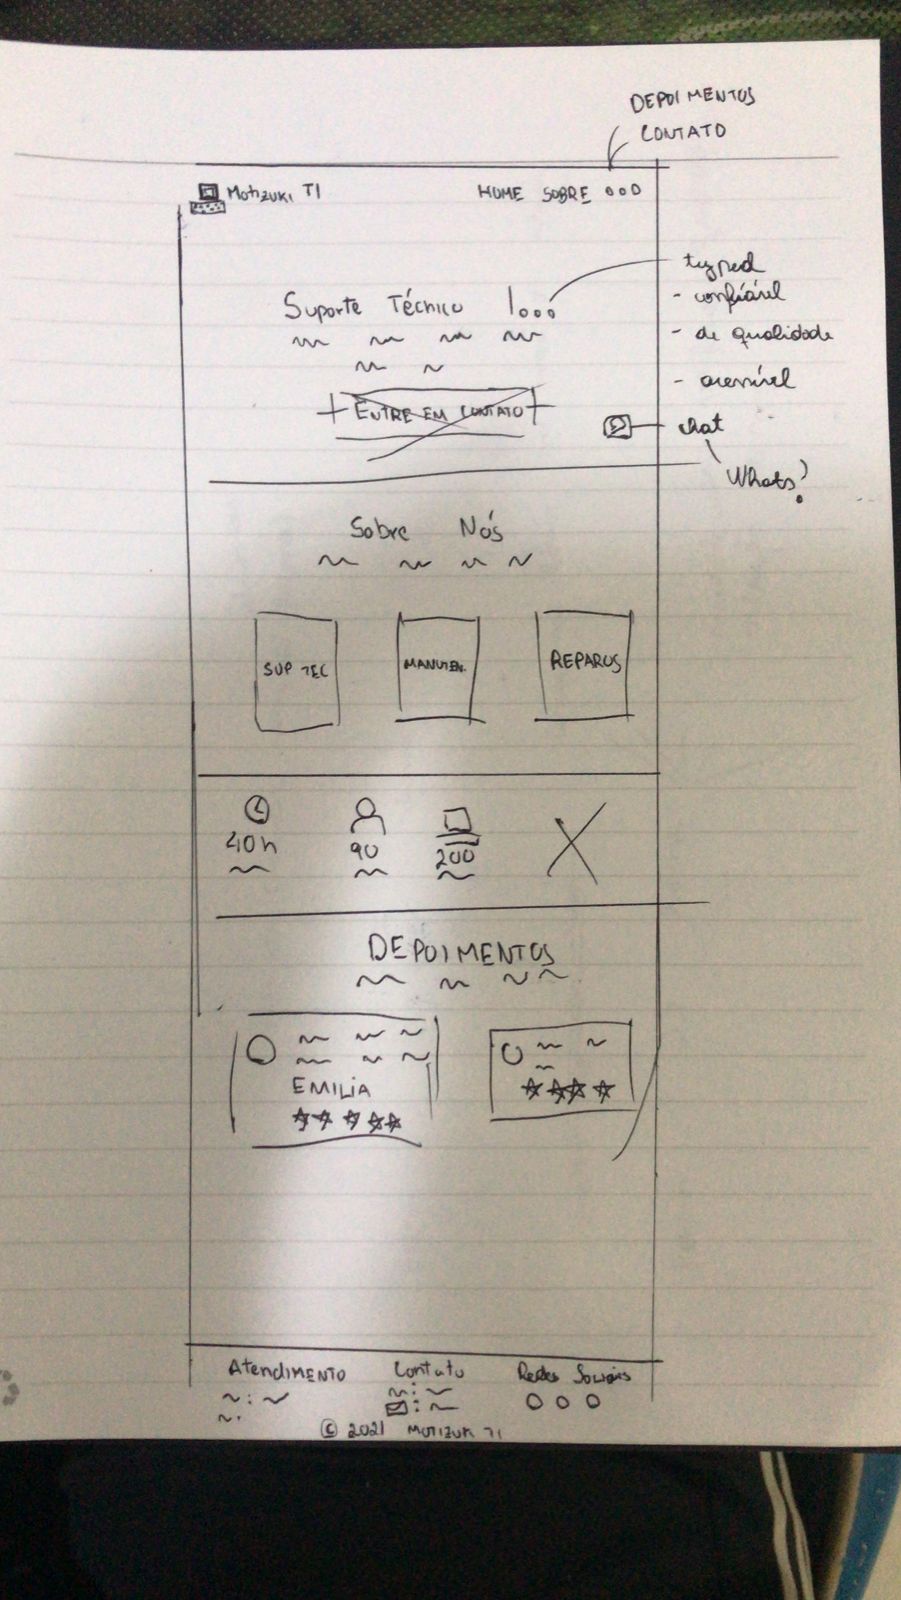 DEPOIMENTOS
CONTATO
Motizuki TI
HOME SOBRE ooo
Suporte Técnico |ooo
typed
- confiável
- de qualidade
- acessível
ENTRE EM CONTATO
chat
Whats?
Sobre Nós
SUP TEC
MANUTEN.
REPAROS
40h
90
200
DEPOIMENTOS
EMILIA
Atendimento
Contato
Redes Sociais
© 2021 MOTIZUKI TI